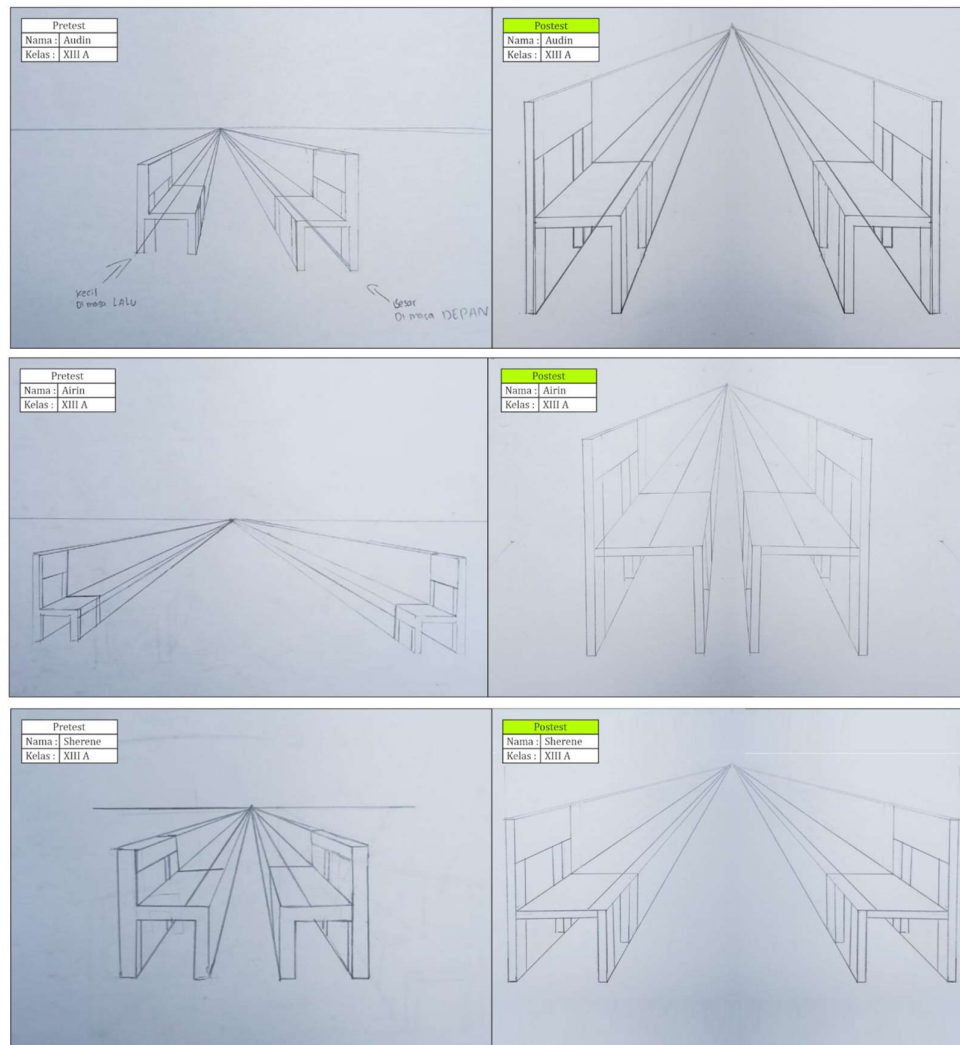 Pretest
Nama : Audin
Kelas : XIII A
Kecil
Di masa LALU
Besar
Di masa DEPAN
Postest
Nama : Audin
Kelas : XIII A
Pretest
Nama : Airin
Kelas : XIII A
Postest
Nama : Airin
Kelas : XIII A
Pretest
Nama : Sherene
Kelas : XIII A
Postest
Nama : Sherene
Kelas : XIII A